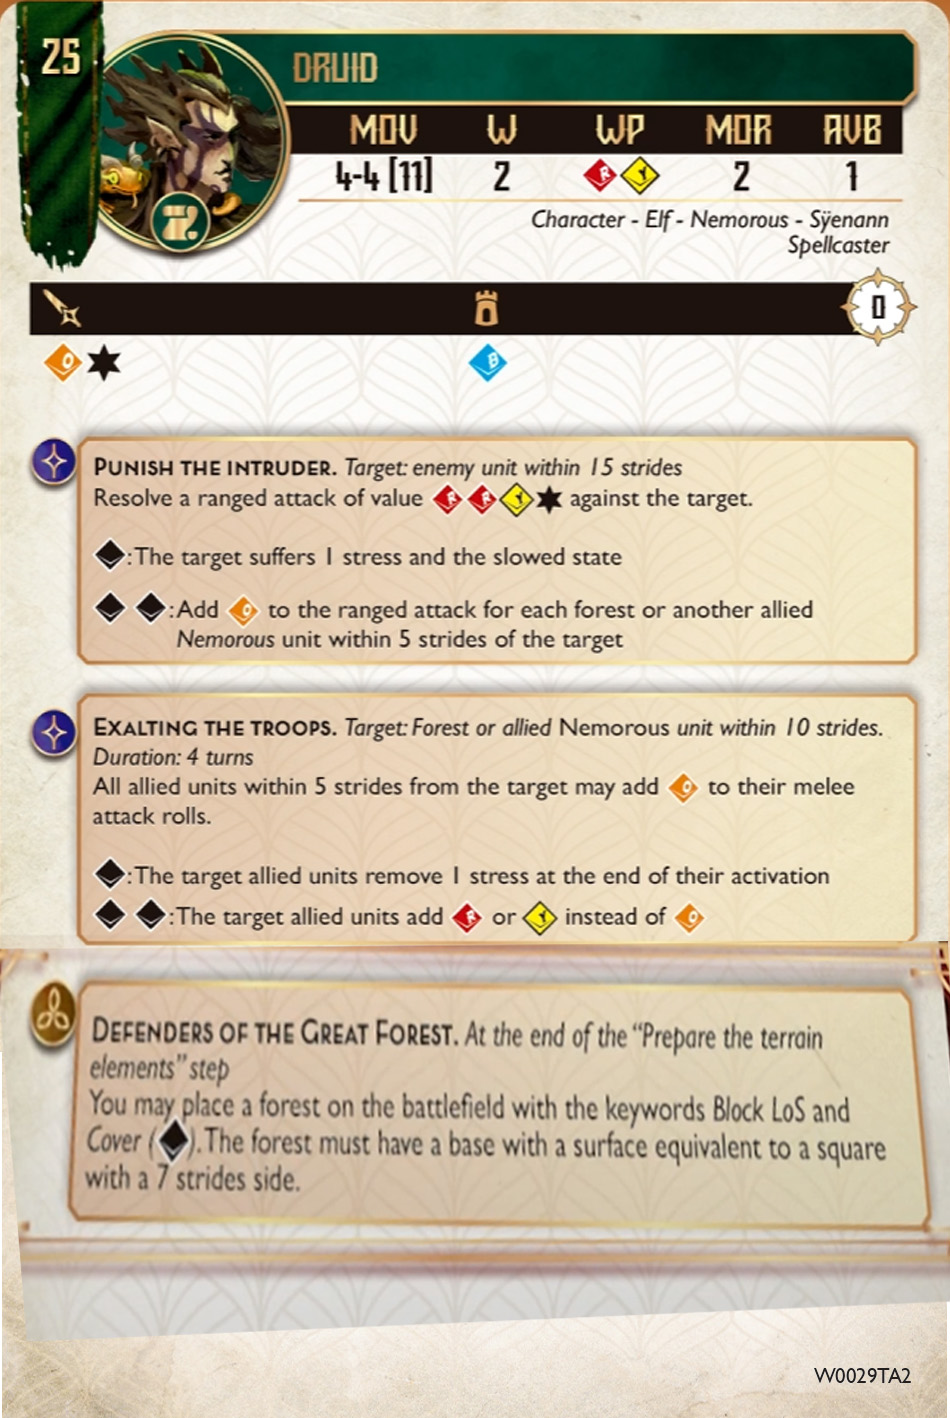 25
DRUID
MOV W WP MOR AVB
4-4 [11] 2 R Y 2 1
Character - Elf - Nemorous - Sÿenann
Spellcaster
0
O B
PUNISH THE INTRUDER. Target: enemy unit within 15 strides
Resolve a ranged attack of value R R Y against the target.
:The target suffers 1 stress and the slowed state
:Add O to the ranged attack for each forest or another allied
Nemorous unit within 5 strides of the target
EXALTING THE TROOPS. Target: Forest or allied Nemorous unit within 10 strides.
Duration: 4 turns
All allied units within 5 strides from the target may add O to their melee
attack rolls.
:The target allied units remove 1 stress at the end of their activation
:The target allied units add R or Y instead of O
DEFENDERS OF THE GREAT FOREST. At the end of the “Prepare the terrain
elements” step
You may place a forest on the battlefield with the keywords Block LoS and
Cover ( ). The forest must have a base with a surface equivalent to a square
with a 7 strides side.
W0029TA2